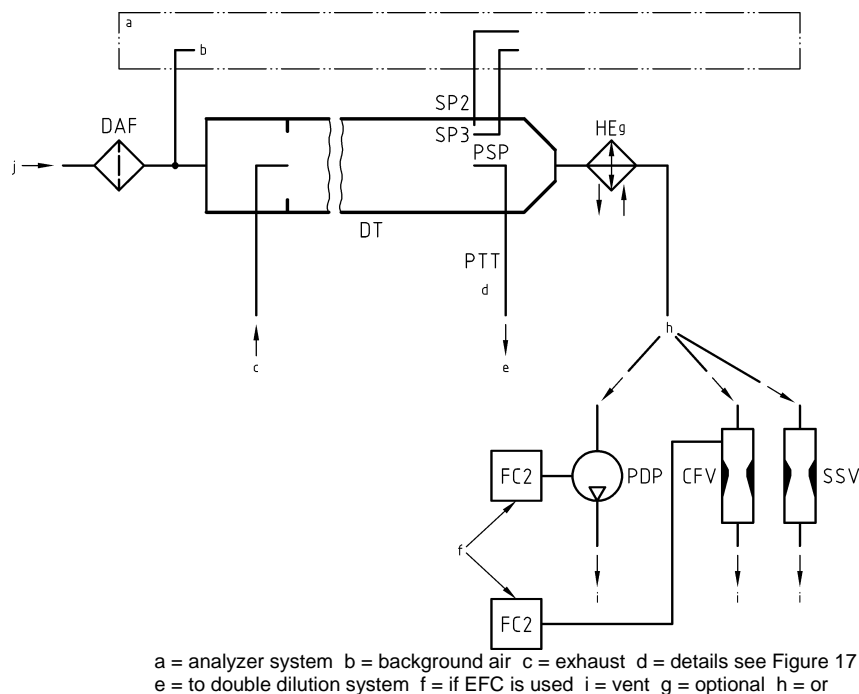 a
b
SP2
DAF
SP3
HEg
PSP
j
DT
PTT
d
h
c
e
FC2
PDP
CFV
SSV
f
i
i
i
FC2
a = analyzer system b = background air c = exhaust d = details see Figure 17
e = to double dilution system f = if EFC is used i = vent g = optional h = or